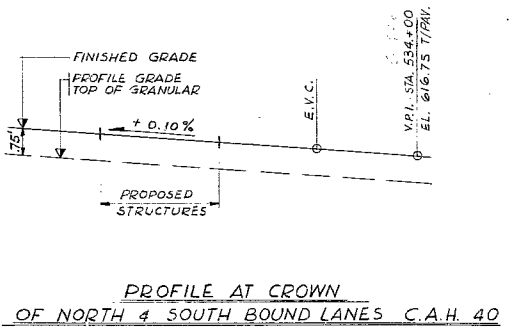 FINISHED GRADE
PROFILE GRADE
TOP OF GRANULAR
+ 0.10%
.75'
E.V.C.
V.P.I. STA. 534+00
EL. 616.75 T/PAV.
PROPOSED
STRUCTURES
PROFILE AT CROWN
OF NORTH & SOUTH BOUND LANES C.A.H. 40